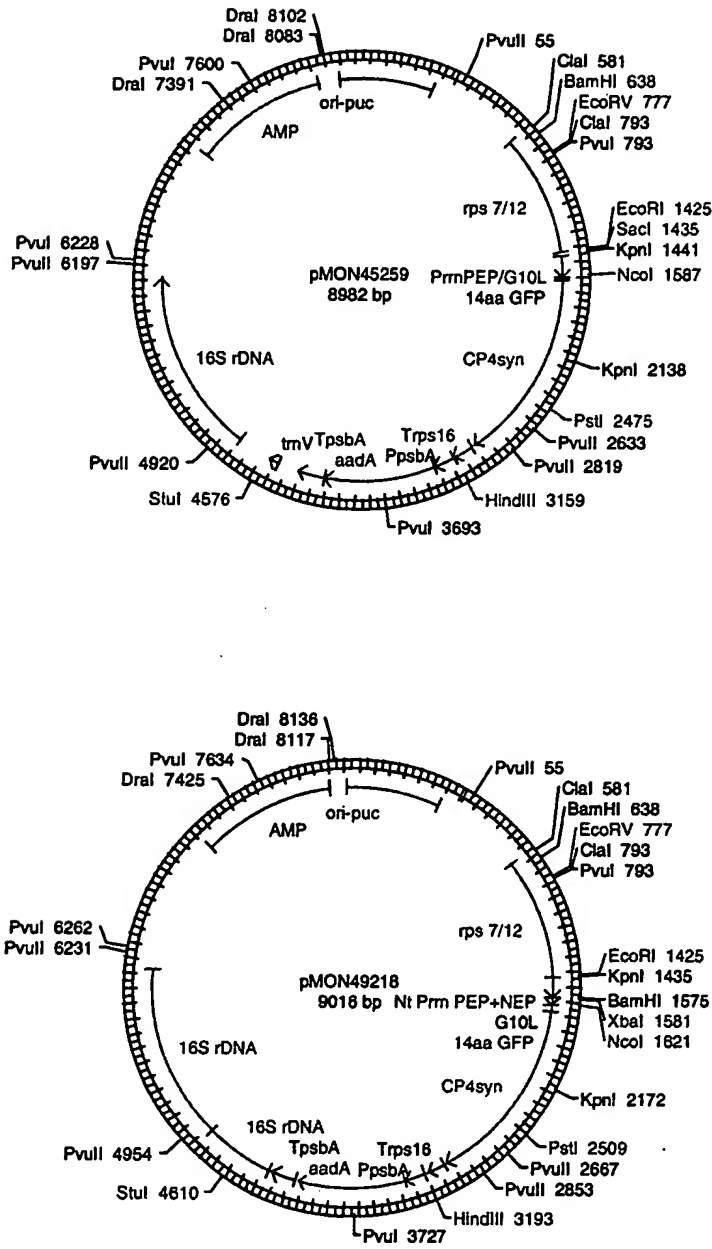 DraI 8102
DraI 8083
PvuI 7600
DraI 7391
PvuII 55
ClaI 581
BamHI 638
EcoRV 777
ClaI 793
PvuI 793
ori-puc
AMP
rps 7/12
EcoRI 1425
SacI 1435
KpnI 1441
NcoI 1587
PvuI 6228
PvuII 6197
pMON45259
8982 bp
PrrnPEP/G10L
14aa GFP
CP4syn
16S rDNA
KpnI 2138
PstI 2475
PvuII 2633
PvuII 2819
HindIII 3159
PvuI 3693
trnV
TpsbA
aadA
Trps16
PpsbA
PvuII 4920
StuI 4576
DraI 8136
DraI 8117
PvuI 7634
DraI 7425
PvuII 55
ClaI 581
BamHI 638
EcoRV 777
ClaI 793
PvuI 793
ori-puc
AMP
rps 7/12
PvuI 6262
PvuII 6231
EcoRI 1425
KpnI 1435
BamHI 1575
XbaI 1581
NcoI 1621
pMON49218
9016 bp
Nt Prrn PEP+NEP
G10L
14aa GFP
CP4syn
16S rDNA
KpnI 2172
PstI 2509
PvuII 2667
PvuII 2853
HindIII 3193
PvuI 3727
16S rDNA
TpsbA
aadA
Trps16
PpsbA
PvuII 4954
StuI 4610